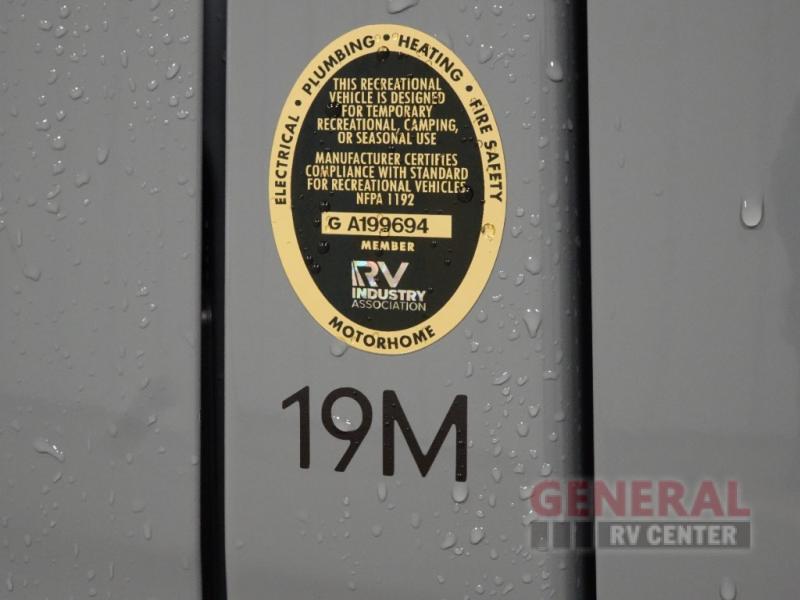 ELECTRICAL • PLUMBING • HEATING • FIRE SAFETY
THIS RECREATIONAL
VEHICLE IS DESIGNED
FOR TEMPORARY
RECREATIONAL, CAMPING,
OR SEASONAL USE
MANUFACTURER CERTIFIES
COMPLIANCE WITH STANDARD
FOR RECREATIONAL VEHICLES
NFPA 1192
G A199694
MEMBER
RV
INDUSTRY
ASSOCIATION
MOTORHOME
19M
GENERAL
RV CENTER